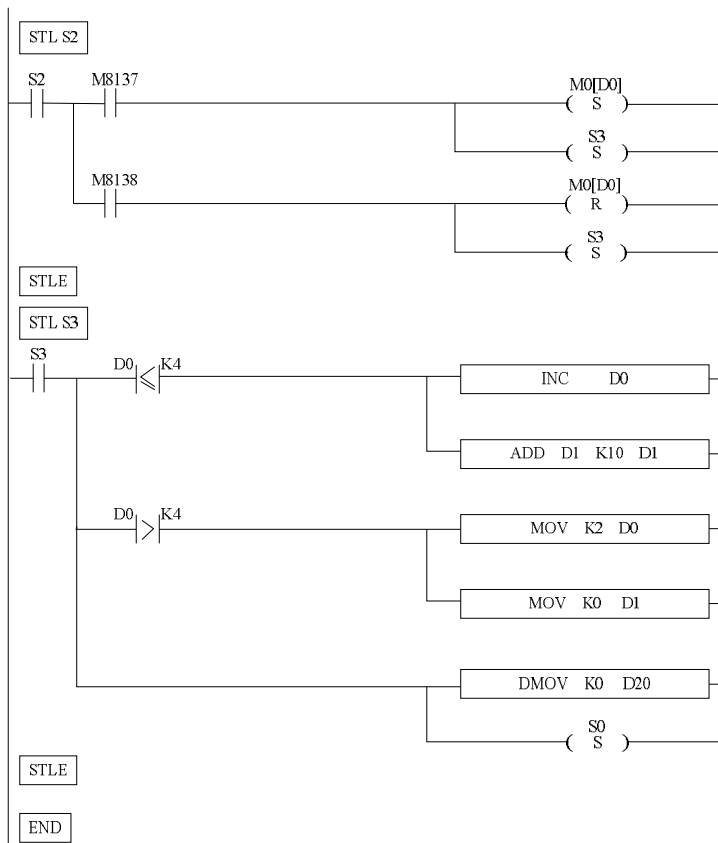 STL S2
S2 M8137 M0[D0]
S
S3
S
M8138 M0[D0]
R
S3
S
STLE
STL S3
S3 D0 K4
INC D0
ADD D1 K10 D1
D0 K4
MOV K2 D0
MOV K0 D1
DMOV K0 D20
S0
S
STLE
END